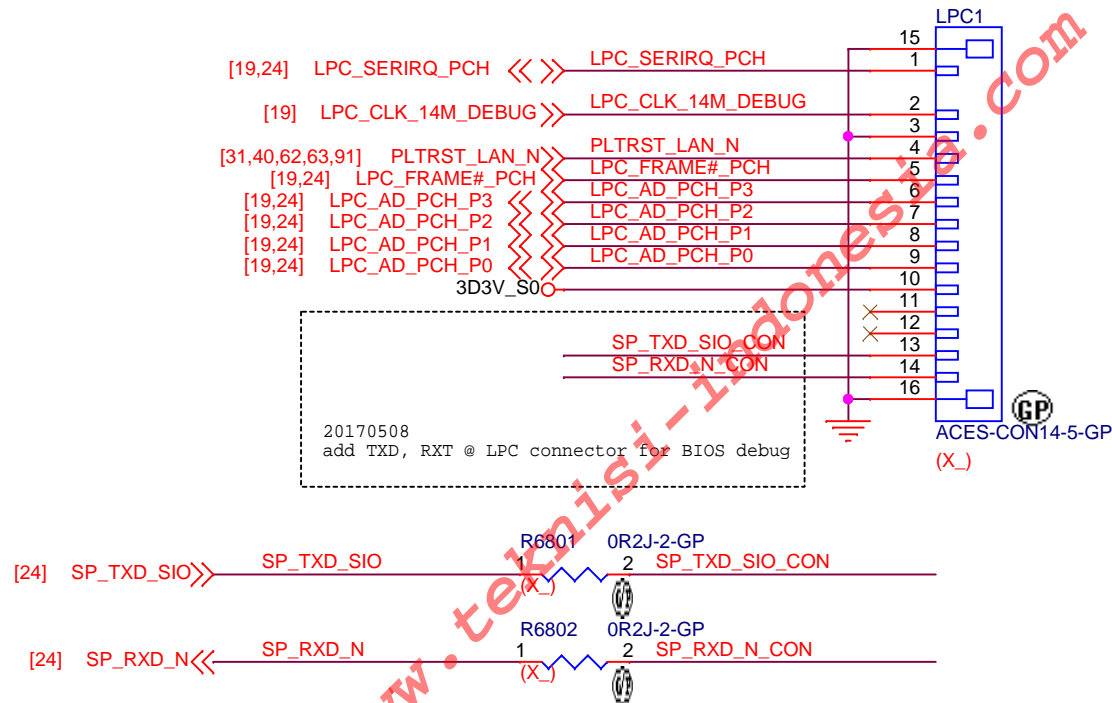 LPC1
15
[19,24] LPC_SERIRQ_PCH LPC_SERIRQ_PCH 1
[19] LPC_CLK_14M_DEBUG LPC_CLK_14M_DEBUG 2
3
[31,40,62,63,91] PLTRST_LAN_N PLTRST_LAN_N 4
[19,24] LPC_FRAME#_PCH LPC_FRAME#_PCH 5
[19,24] LPC_AD_PCH_P3 LPC_AD_PCH_P3 6
[19,24] LPC_AD_PCH_P2 LPC_AD_PCH_P2 7
[19,24] LPC_AD_PCH_P1 LPC_AD_PCH_P1 8
[19,24] LPC_AD_PCH_P0 LPC_AD_PCH_P0 9
3D3V_S0 10
11
12
SP_TXD_SIO_CON 13
SP_RXD_N_CON 14
16
GP
ACES-CON14-5-GP
(X_)
20170508
add TXD, RXT @ LPC connector for BIOS debug
R6801 0R2J-2-GP
[24] SP_TXD_SIO SP_TXD_SIO 1 2 SP_TXD_SIO_CON
(X_) GP
R6802 0R2J-2-GP
[24] SP_RXD_N SP_RXD_N 1 2 SP_RXD_N_CON
(X_) GP
w.teknisi-indonesia.com